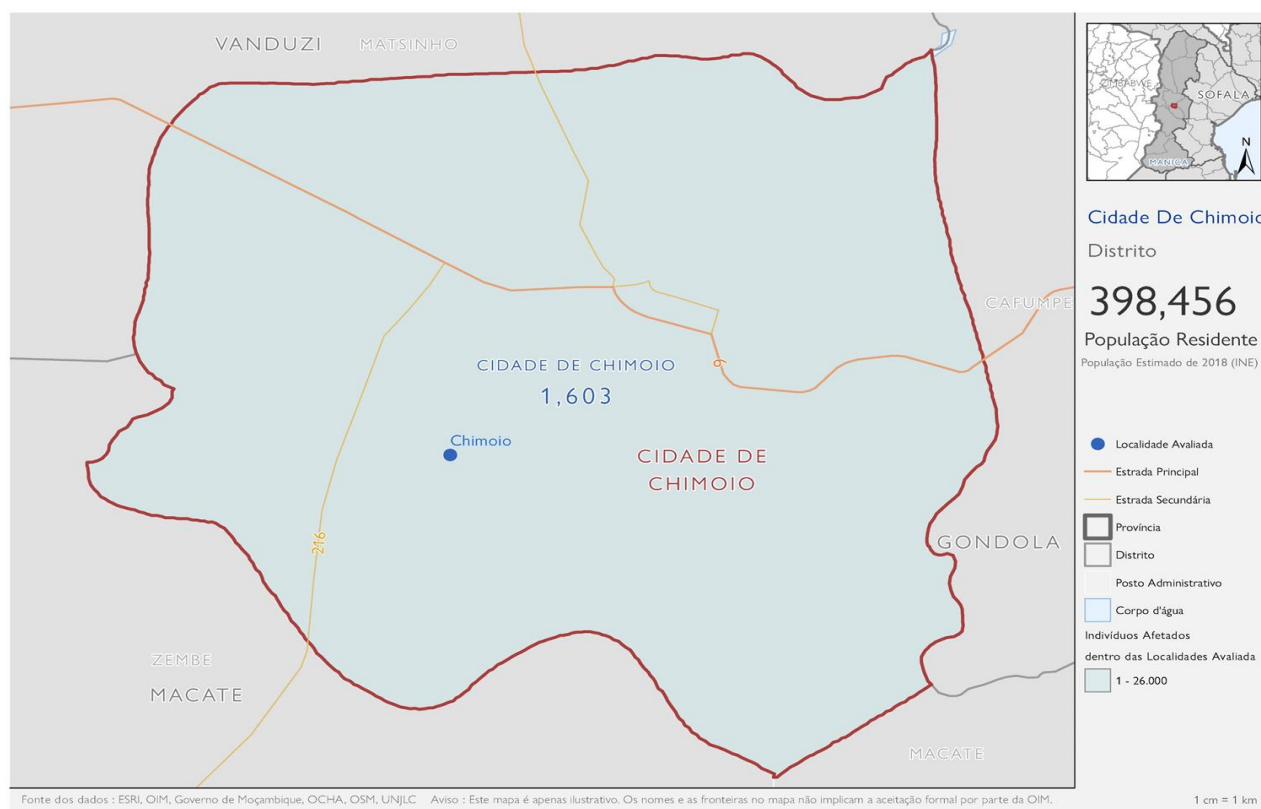 VANDUZI
MATSINHO
CAFUMPE
CIDADE DE CHIMOIO
1,603
Chimoio
CIDADE DE
CHIMOIO
6
216
GONDOLA
ZEMBE
MACATE
MACATE
ZIMBABWE
SOFALA
MANICA
N
Cidade De Chimoio
Distrito
398,456
População Residente
População Estimado de 2018 (INE)
Localidade Avaliada
Estrada Principal
Estrada Secundária
Província
Distrito
Posto Administrativo
Corpo d'água
Indivíduos Afetados
dentro das Localidades Avaliada
1 - 26.000
Fonte dos dados : ESRI, OIM, Governo de Moçambique, OCHA, OSM, UNJLC Aviso : Este mapa é apenas ilustrativo. Os nomes e as fronteiras no mapa não implicam a aceitação formal por parte da OIM.
1 cm = 1 km